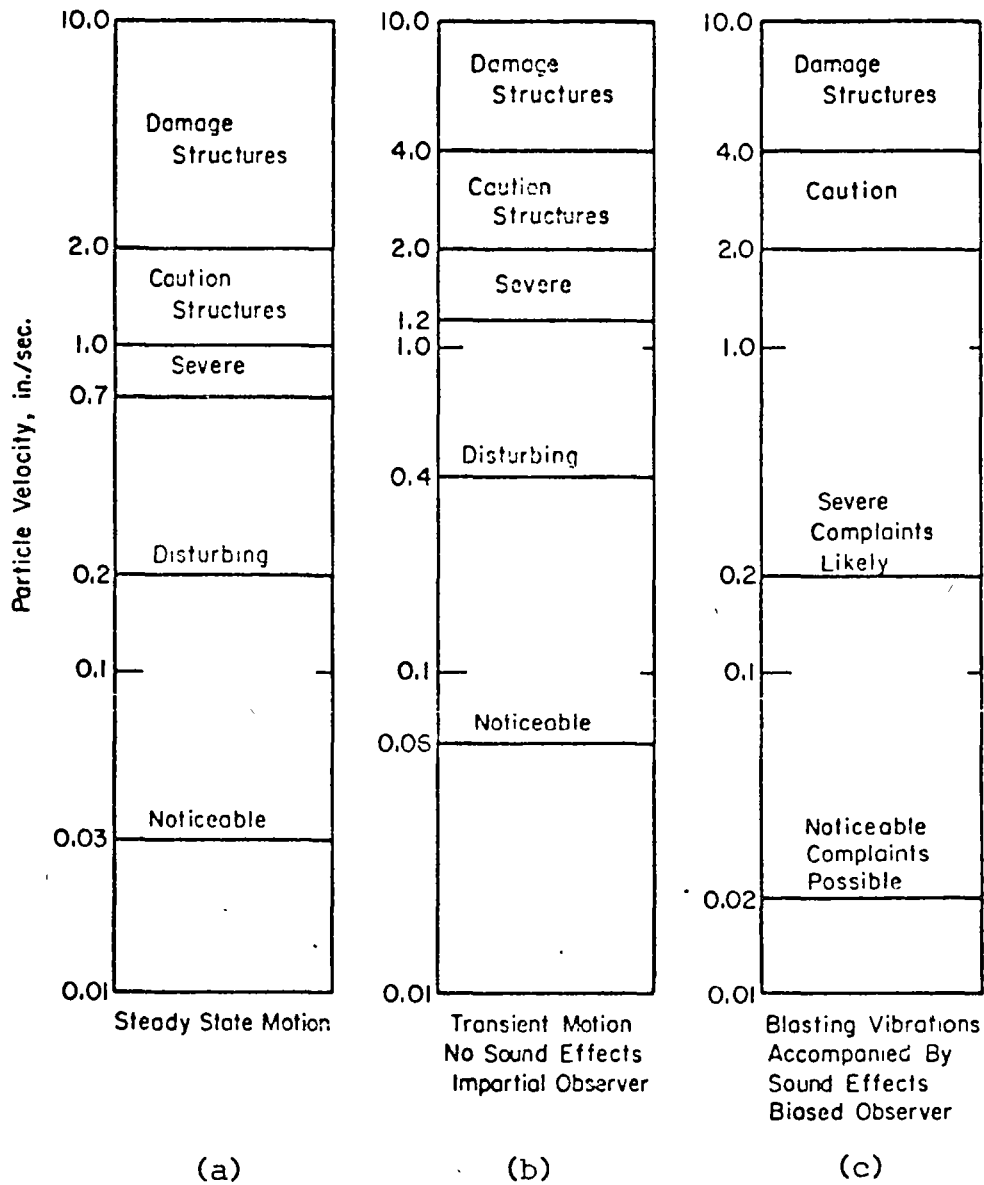 Particle Velocity, in./sec.
10.0
Damage
Structures
2.0
Caution
Structures
1.0
Severe
0.7
Disturbing
0.2
0.1
Noticeable
0.03
0.01
Steady State Motion
(a)
10.0
Damage
Structures
4.0
Caution
Structures
2.0
Severe
1.2
1.0
Disturbing
0.4
0.1
Noticeable
0.05
0.01
Transient Motion
No Sound Effects
Impartial Observer
(b)
10.0
Damage
Structures
4.0
Caution
2.0
1.0
Severe
Complaints
Likely
0.2
0.1
Noticeable
Complaints
Possible
0.02
0.01
Blasting Vibrations
Accompanied By
Sound Effects
Biased Observer
(c)